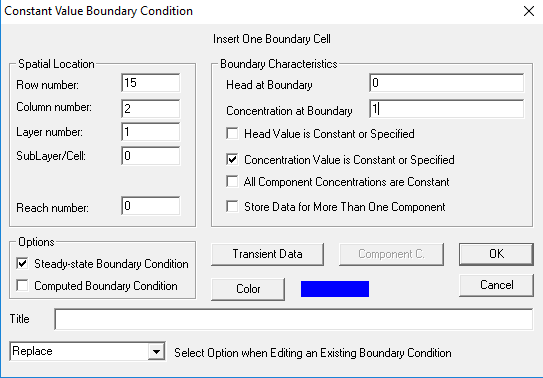 Constant Value Boundary Condition
Insert One Boundary Cell
Spatial Location
Row number: 15
Column number: 2
Layer number: 1
SubLayer/Cell: 0
Reach number: 0
Boundary Characteristics
Head at Boundary 0
Concentration at Boundary 1
Head Value is Constant or Specified
Concentration Value is Constant or Specified
All Component Concentrations are Constant
Store Data for More Than One Component
Options
Steady-state Boundary Condition
Computed Boundary Condition
Transient Data Component C. OK
Color Cancel
Title
Replace Select Option when Editing an Existing Boundary Condition